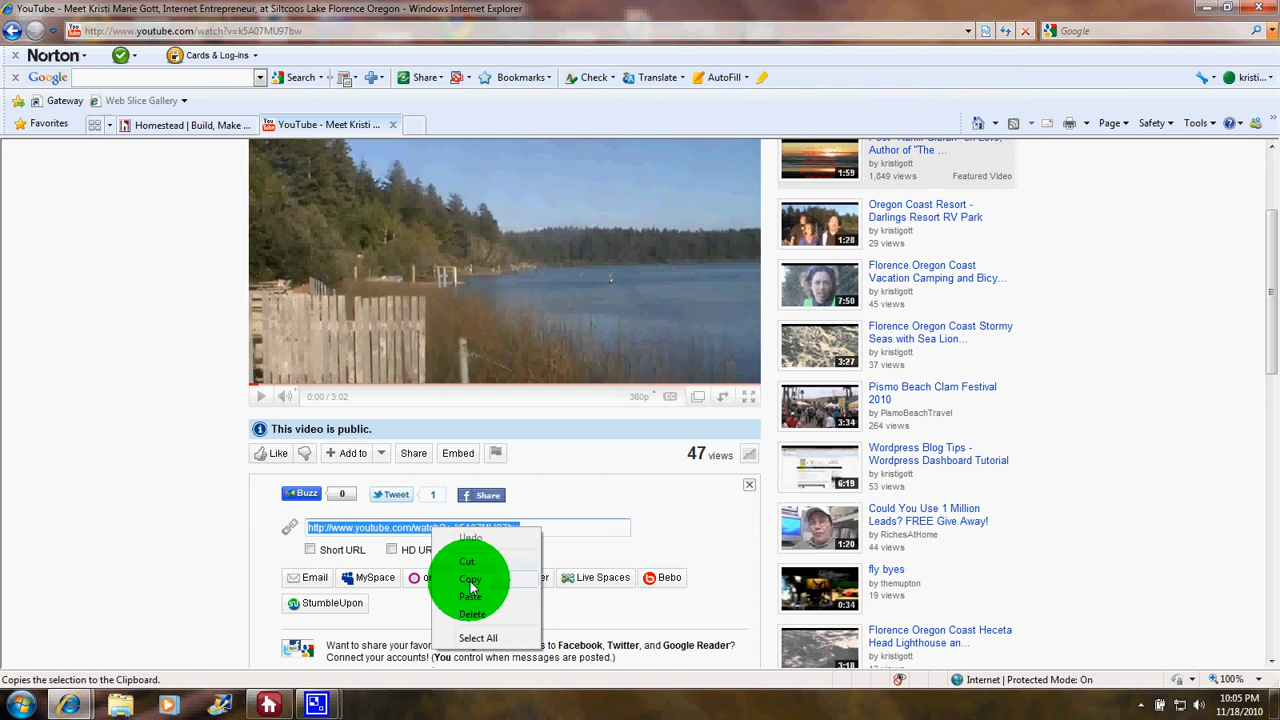 YouTube - Meet Kristi Marie Gott, Internet Entrepreneur, at Siltcoos Lake Florence Oregon - Windows Internet Explorer
http://www.youtube.com/watch?v=k5A07MU97bw
Google
Norton
Cards & Log-ins
Google
Search
Share
Bookmarks
Check
Translate
AutoFill
kristi...
Gateway
Web Slice Gallery
Favorites
Homestead | Build, Make ...
YouTube - Meet Kristi ...
Page
Safety
Tools
Author of "The ...
by kristigott
1,849 views
Featured Video
1:59
Oregon Coast Resort -
Darlings Resort RV Park
by kristigott
29 views
1:28
Florence Oregon Coast
Vacation Camping and Bicy...
by kristigott
45 views
7:50
Florence Oregon Coast Stormy
Seas with Sea Lion...
by kristigott
37 views
3:27
Pismo Beach Clam Festival
2010
by PismoBeachTravel
264 views
3:34
Wordpress Blog Tips -
Wordpress Dashboard Tutorial
by kristigott
53 views
6:19
Could You Use 1 Million
Leads? FREE Give Away!
by RichesAtHome
44 views
1:20
fly byes
by themupton
19 views
0:34
Florence Oregon Coast Heceta
Head Lighthouse an...
by kristigott
3:18
0:00 / 3:02
360p
CC
This video is public.
Like
Add to
Share
Embed
47 views
Buzz
0
Tweet
1
Share
http://www.youtube.com/watch?v=k5A07MU97bw
Short URL
HD UR
Undo
Cut
Copy
Paste
Delete
Select All
Email
MySpace
Live Spaces
Bebo
StumbleUpon
Want to share your favor
to Facebook, Twitter, and Google Reader?
Connect your accounts! (You control when messages are posted.)
Copies the selection to the Clipboard.
Internet | Protected Mode: On
100%
10:05 PM
11/18/2010